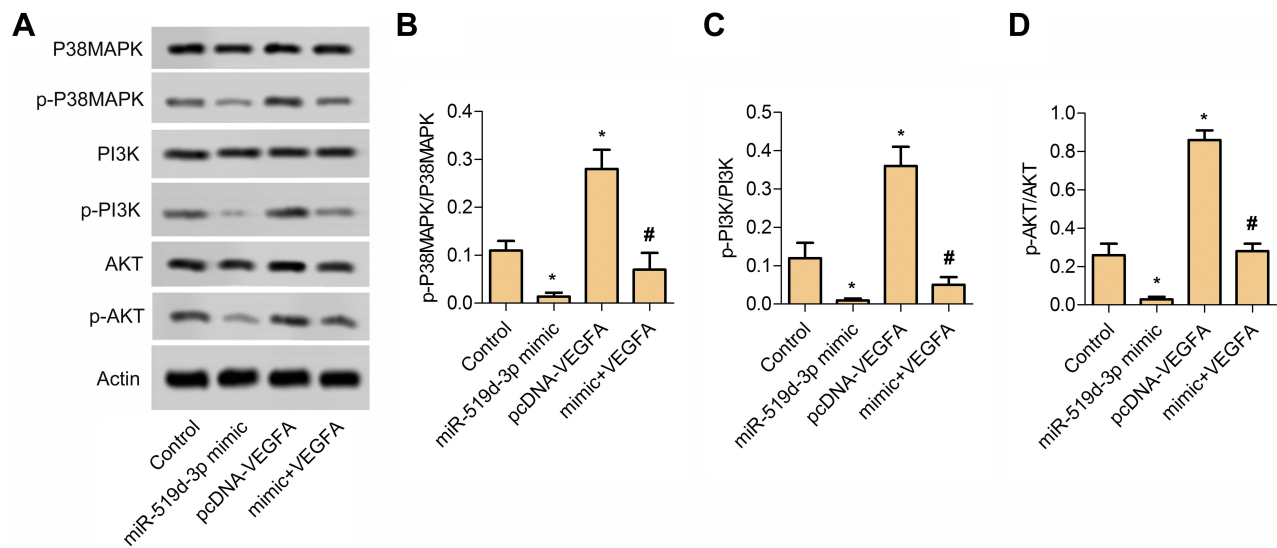 A
P38MAPK
p-P38MAPK
PI3K
p-PI3K
AKT
p-AKT
Actin
Control
miR-519d-3p mimic
pcDNA-VEGFA
mimic+VEGFA
B
p-P38MAPK/P38MAPK
0.4
0.3
0.2
0.1
0.0
*
*
#
Control
miR-519d-3p mimic
pcDNA-VEGFA
mimic+VEGFA
C
p-PI3K/PI3K
0.5
0.4
0.3
0.2
0.1
0.0
*
*
#
Control
miR-519d-3p mimic
pcDNA-VEGFA
mimic+VEGFA
D
p-AKT/AKT
1.0
0.8
0.6
0.4
0.2
0.0
*
*
#
Control
miR-519d-3p mimic
pcDNA-VEGFA
mimic+VEGFA